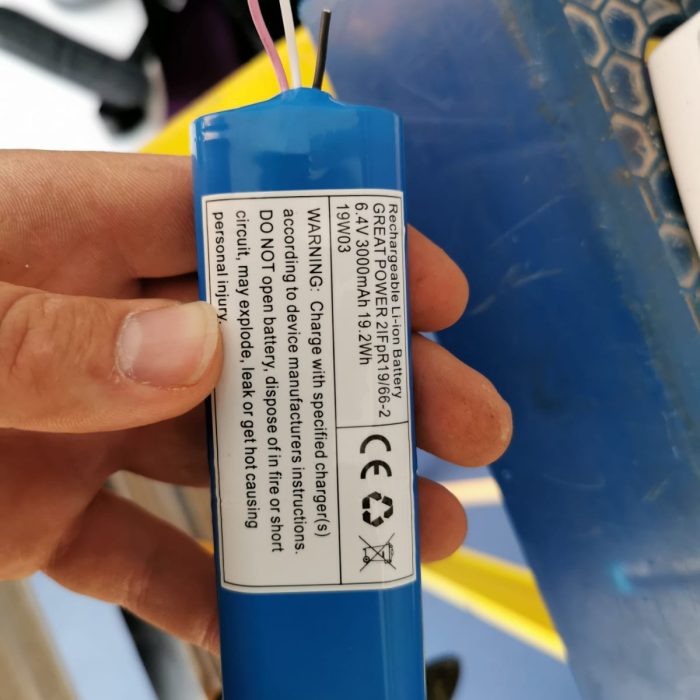 Rechargeable Li-ion Battery
GREAT POWER 2IFpR19/66-2
6.4V 3000mAh 19.2Wh
19W03
CE
WARNING: Charge with specified charger(s)
according to device manufacturers instructions.
DO NOT open battery, dispose of in fire or short
circuit, may explode, leak or get hot causing
personal injury.